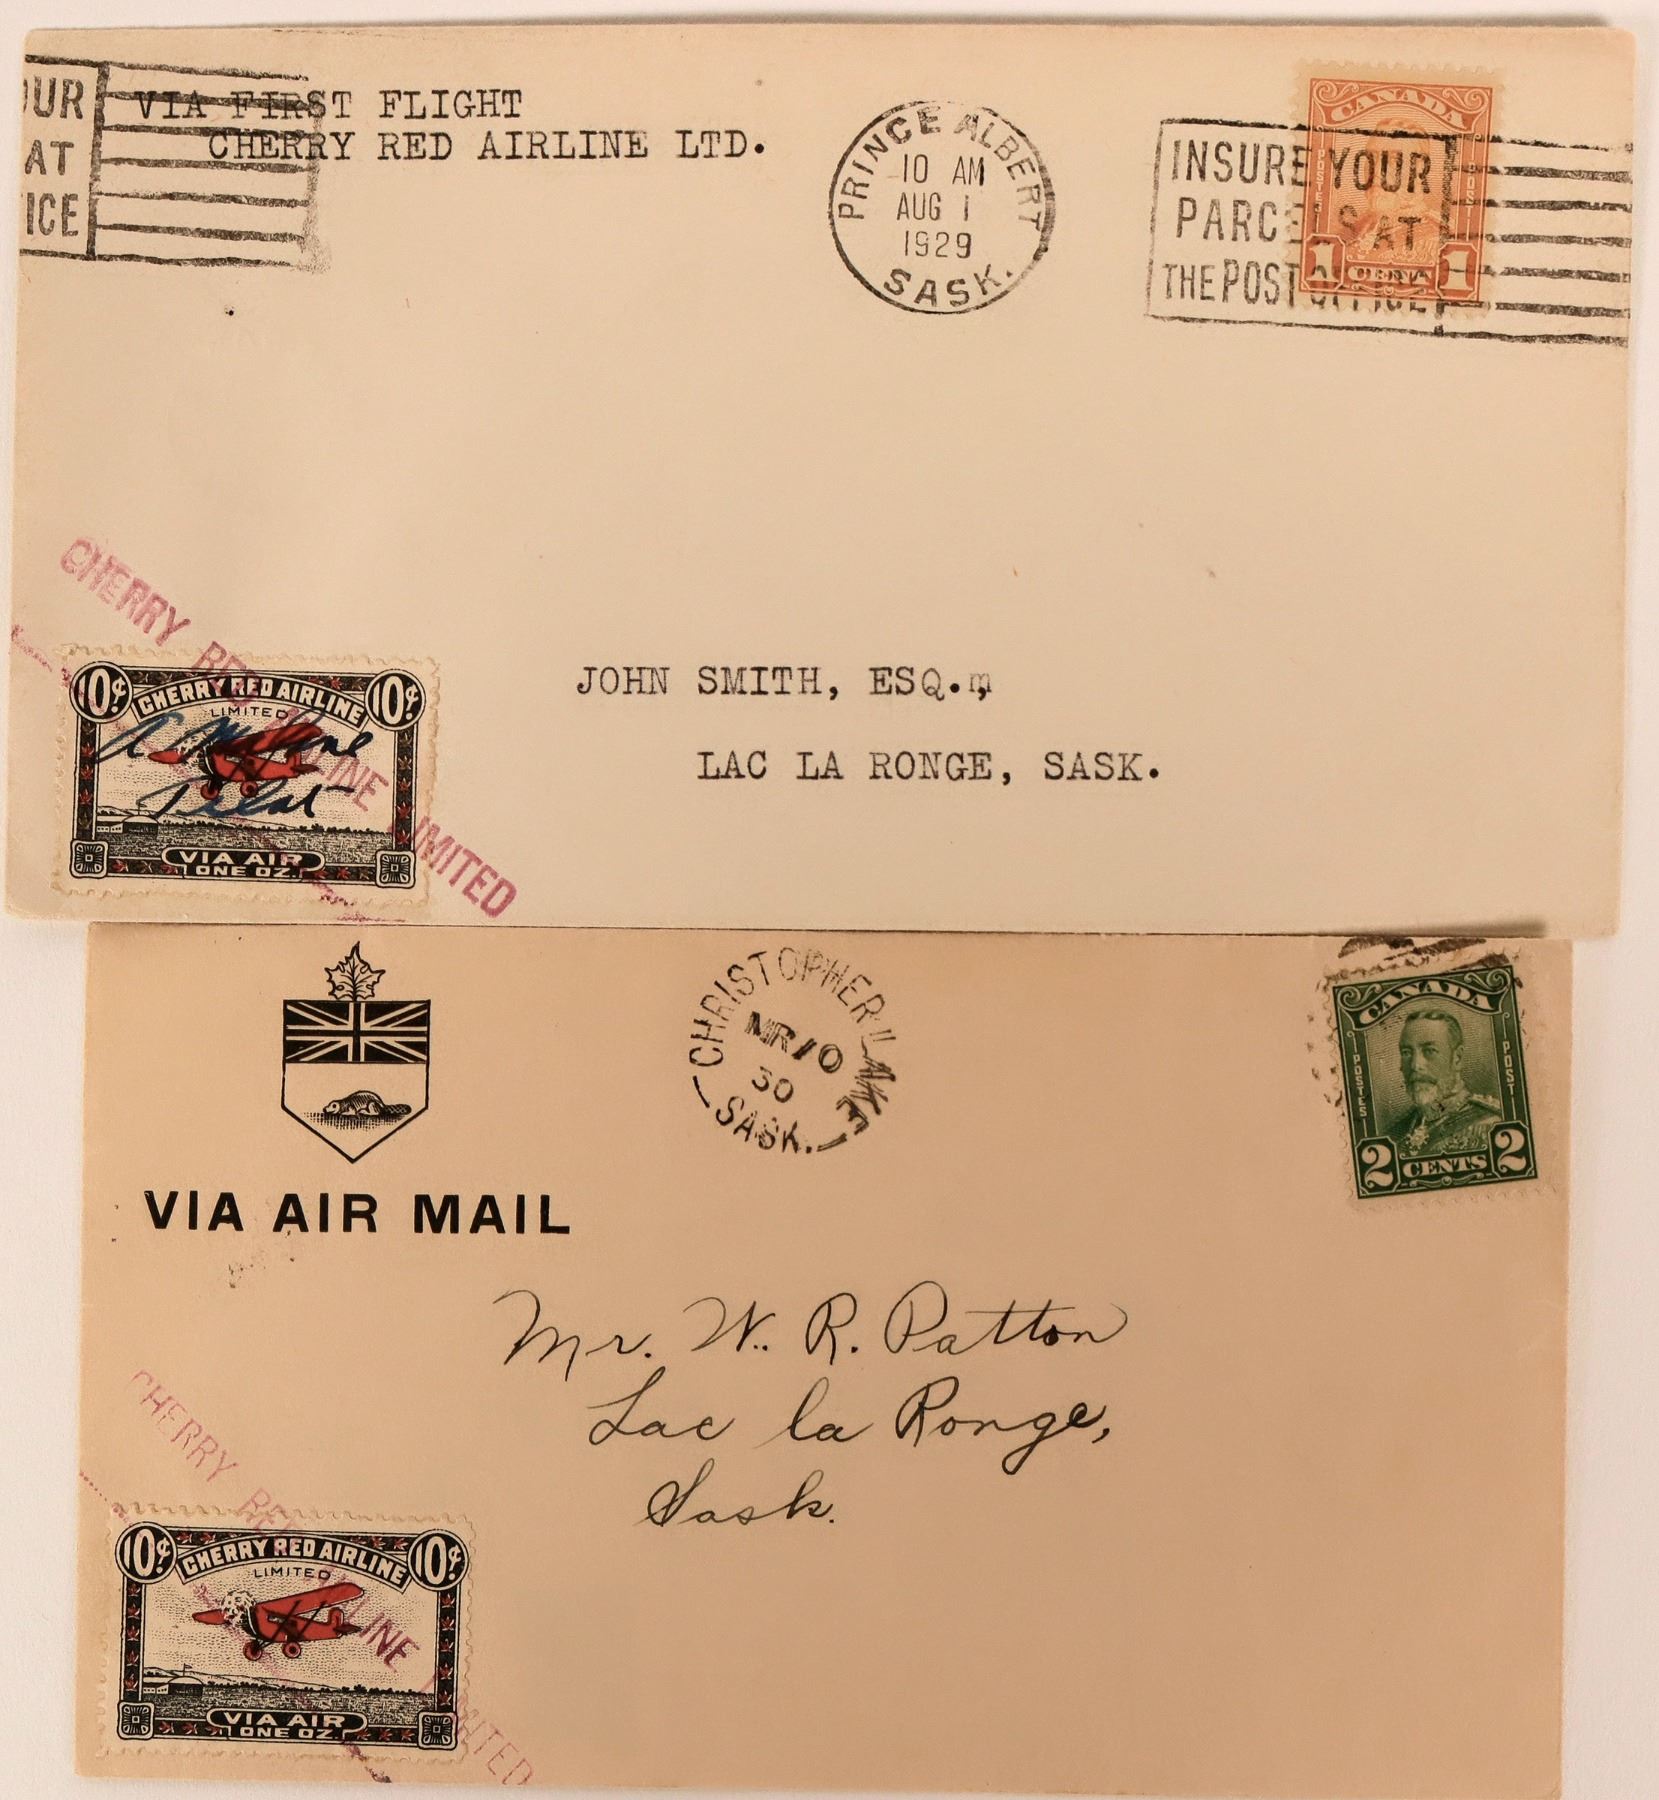 VIA FIRST FLIGHT
CHERRY RED AIRLINE LTD.
OUR
AT
ICE
PRINCE ALBERT
10 AM
AUG 1
1929
SASK.
CANADA
POSTES POST
1 CENTS 1
INSURE YOUR
PARCELS AT
THE POST OFFICE
JOHN SMITH, ESQ.m,
LAC LA RONGE, SASK.
CHERRY RED AIRLINE LIMITED
10¢ CHERRY RED AIRLINE 10¢
LIMITED
Pilot
VIA AIR
ONE OZ.
VIA AIR MAIL
CHRISTOPHER LAKE
MR 10
30
SASK.
CANADA
POSTES POST
2 CENTS 2
Mr. W. R. Patton
Lac la Ronge,
Sask.
CHERRY RED AIRLINE LIMITED
10¢ CHERRY RED AIRLINE 10¢
LIMITED
VIA AIR
ONE OZ.